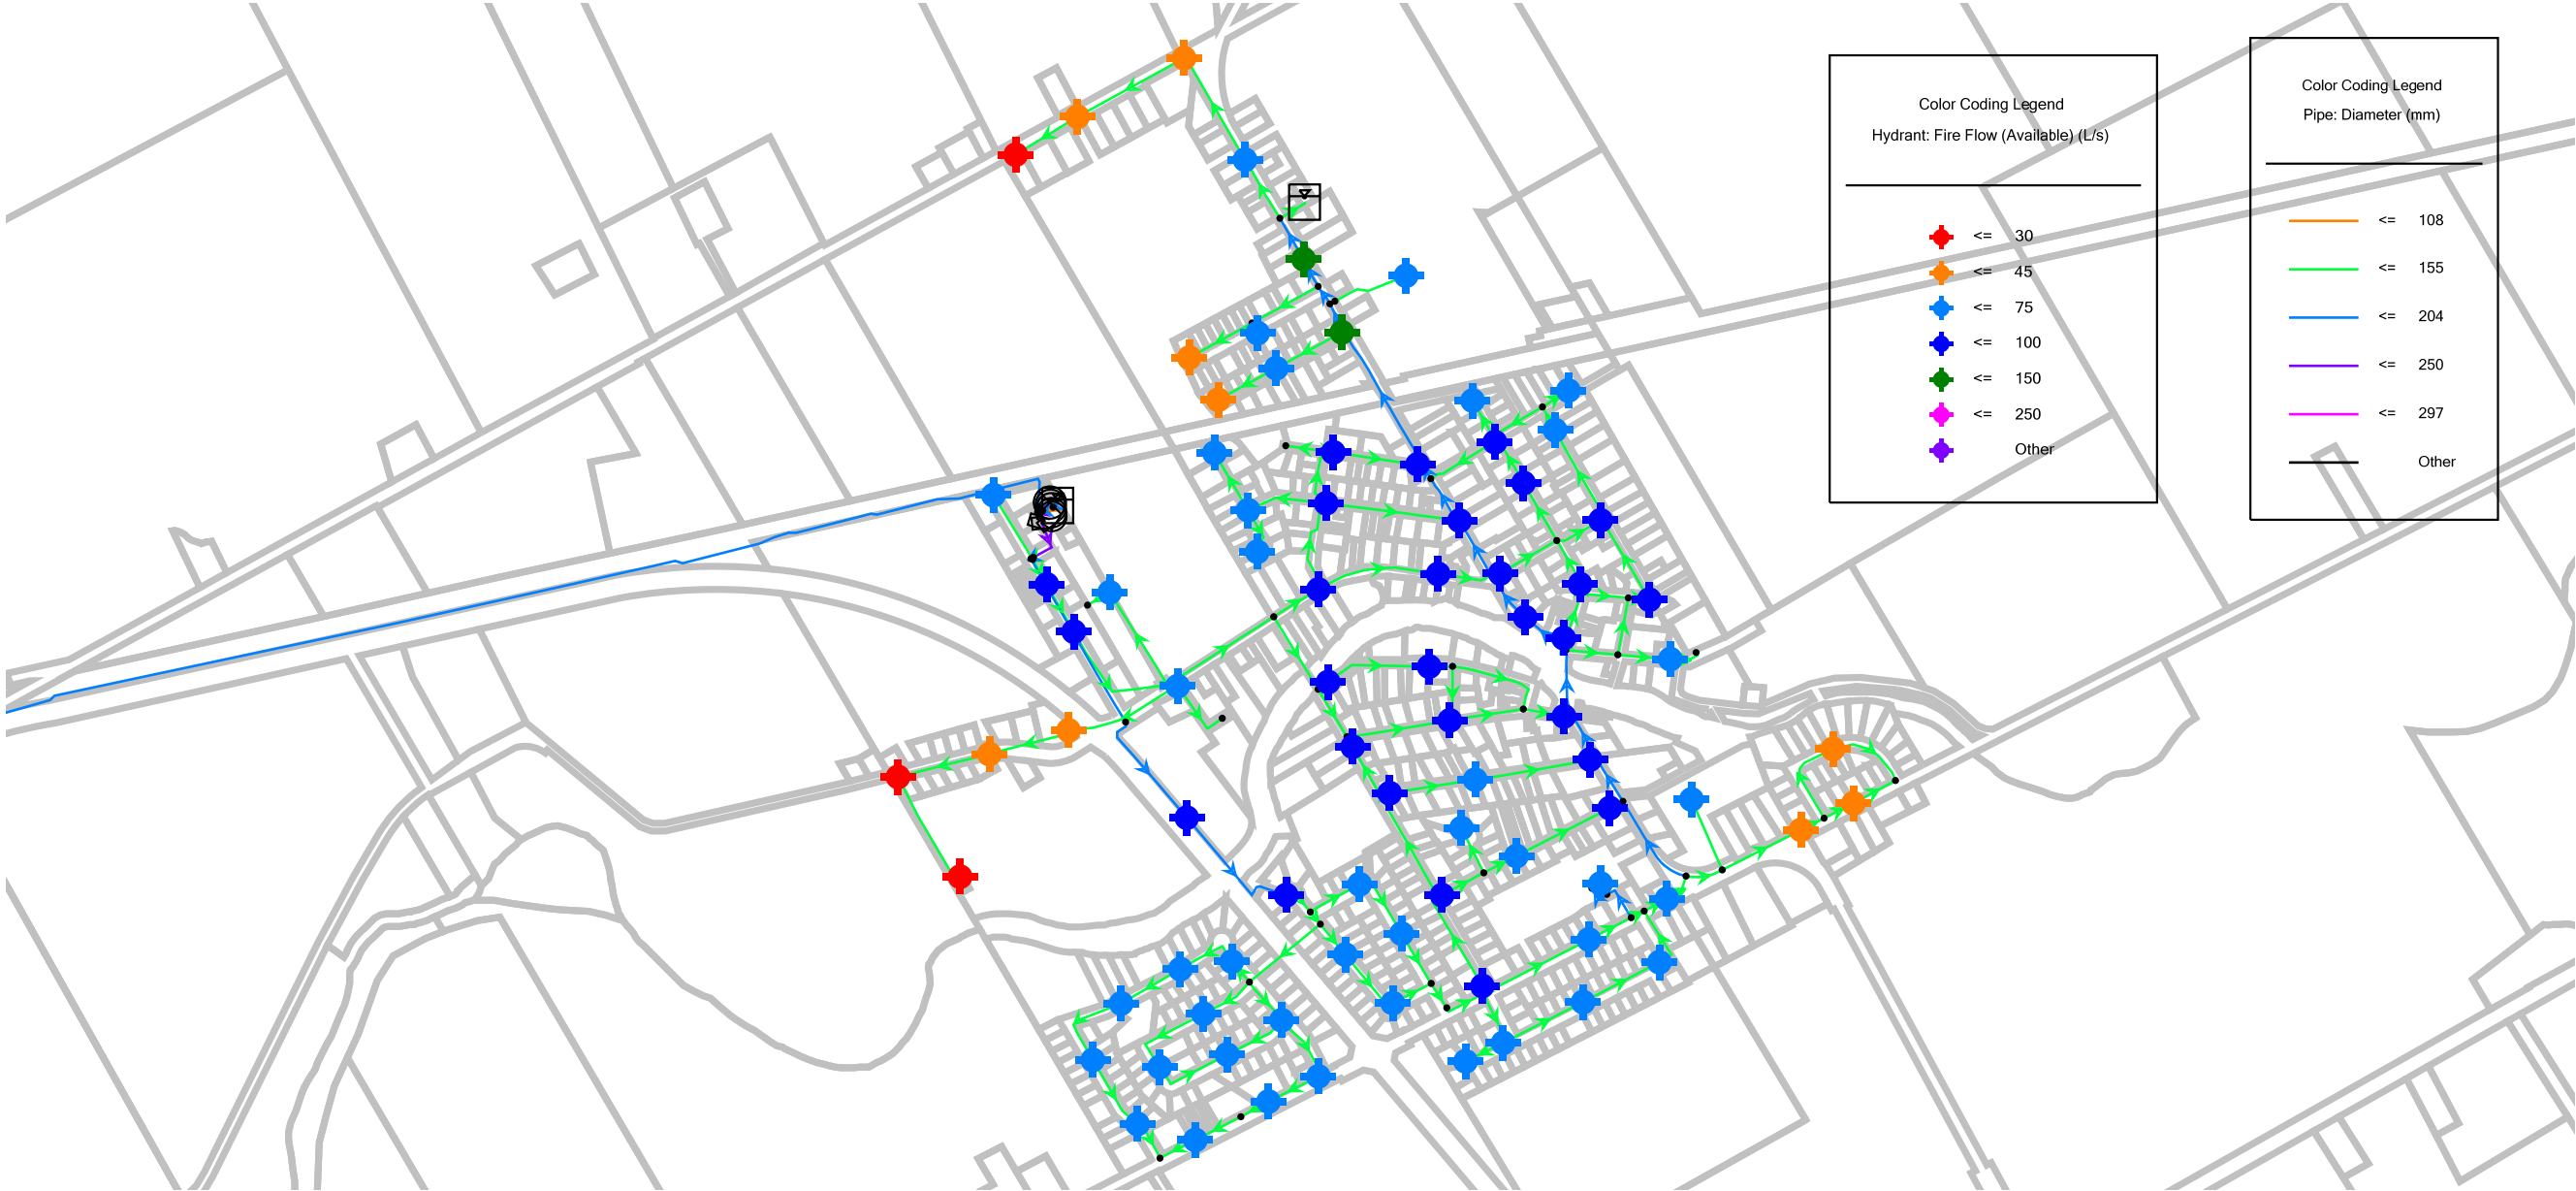 Color Coding Legend
Hydrant: Fire Flow (Available) (L/s)
<= 30
<= 45
<= 75
<= 100
<= 150
<= 250
Other
Color Coding Legend
Pipe: Diameter (mm)
<= 108
<= 155
<= 204
<= 250
<= 297
Other